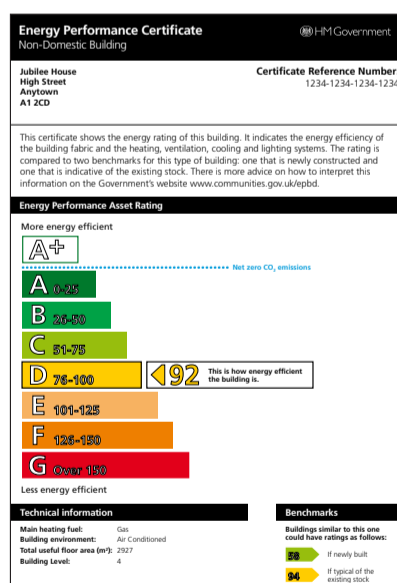 Energy Performance Certificate
Non-Domestic Building
HM Government
Jubilee House
High Street
Anytown
A1 2CD
Certificate Reference Number
1234-1234-1234-1234
This certificate shows the energy rating of this building. It indicates the energy efficiency of
the building fabric and the heating, ventilation, cooling and lighting systems. The rating is
compared to two benchmarks for this type of building: one that is newly constructed and
one that is indicative of the existing stock. There is more advice on how to interpret this
information on the Government's website www.communities.gov.uk/epbd.
Energy Performance Asset Rating
More energy efficient
A+
Net zero CO₂ emissions
A 0-25
B 26-50
C 51-75
D 76-100
92
This is how energy efficient
the building is.
E 101-125
F 126-150
G Over 150
Less energy efficient
Technical information
Main heating fuel: Gas
Building environment: Air Conditioned
Total useful floor area (m²): 2927
Building Level: 4
Benchmarks
Buildings similar to this one
could have ratings as follows:
58 If newly built
94 If typical of the
existing stock